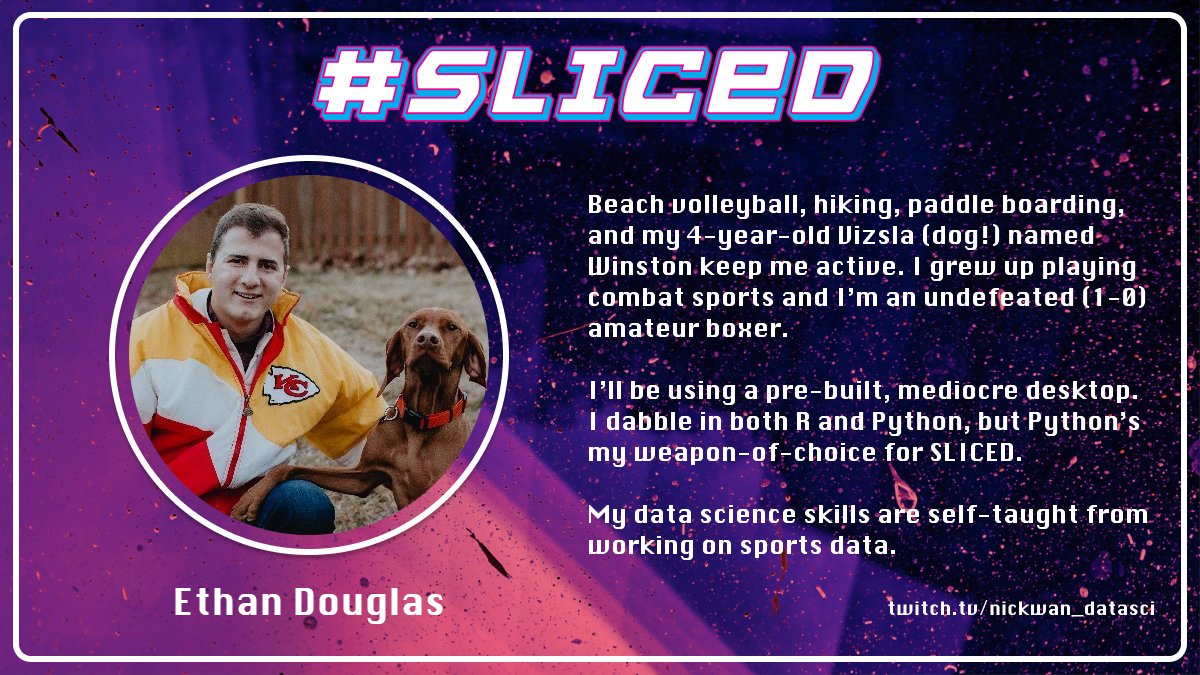 #SLICED
Beach volleyball, hiking, paddle boarding,
and my 4-year-old Vizsla (dog!) named
Winston keep me active. I grew up playing
combat sports and I'm an undefeated (1-0)
amateur boxer.
I'll be using a pre-built, mediocre desktop.
I dabble in both R and Python, but Python's
my weapon-of-choice for SLICED.
My data science skills are self-taught from
working on sports data.
KC
Ethan Douglas
twitch.tv/nickwan_datasci